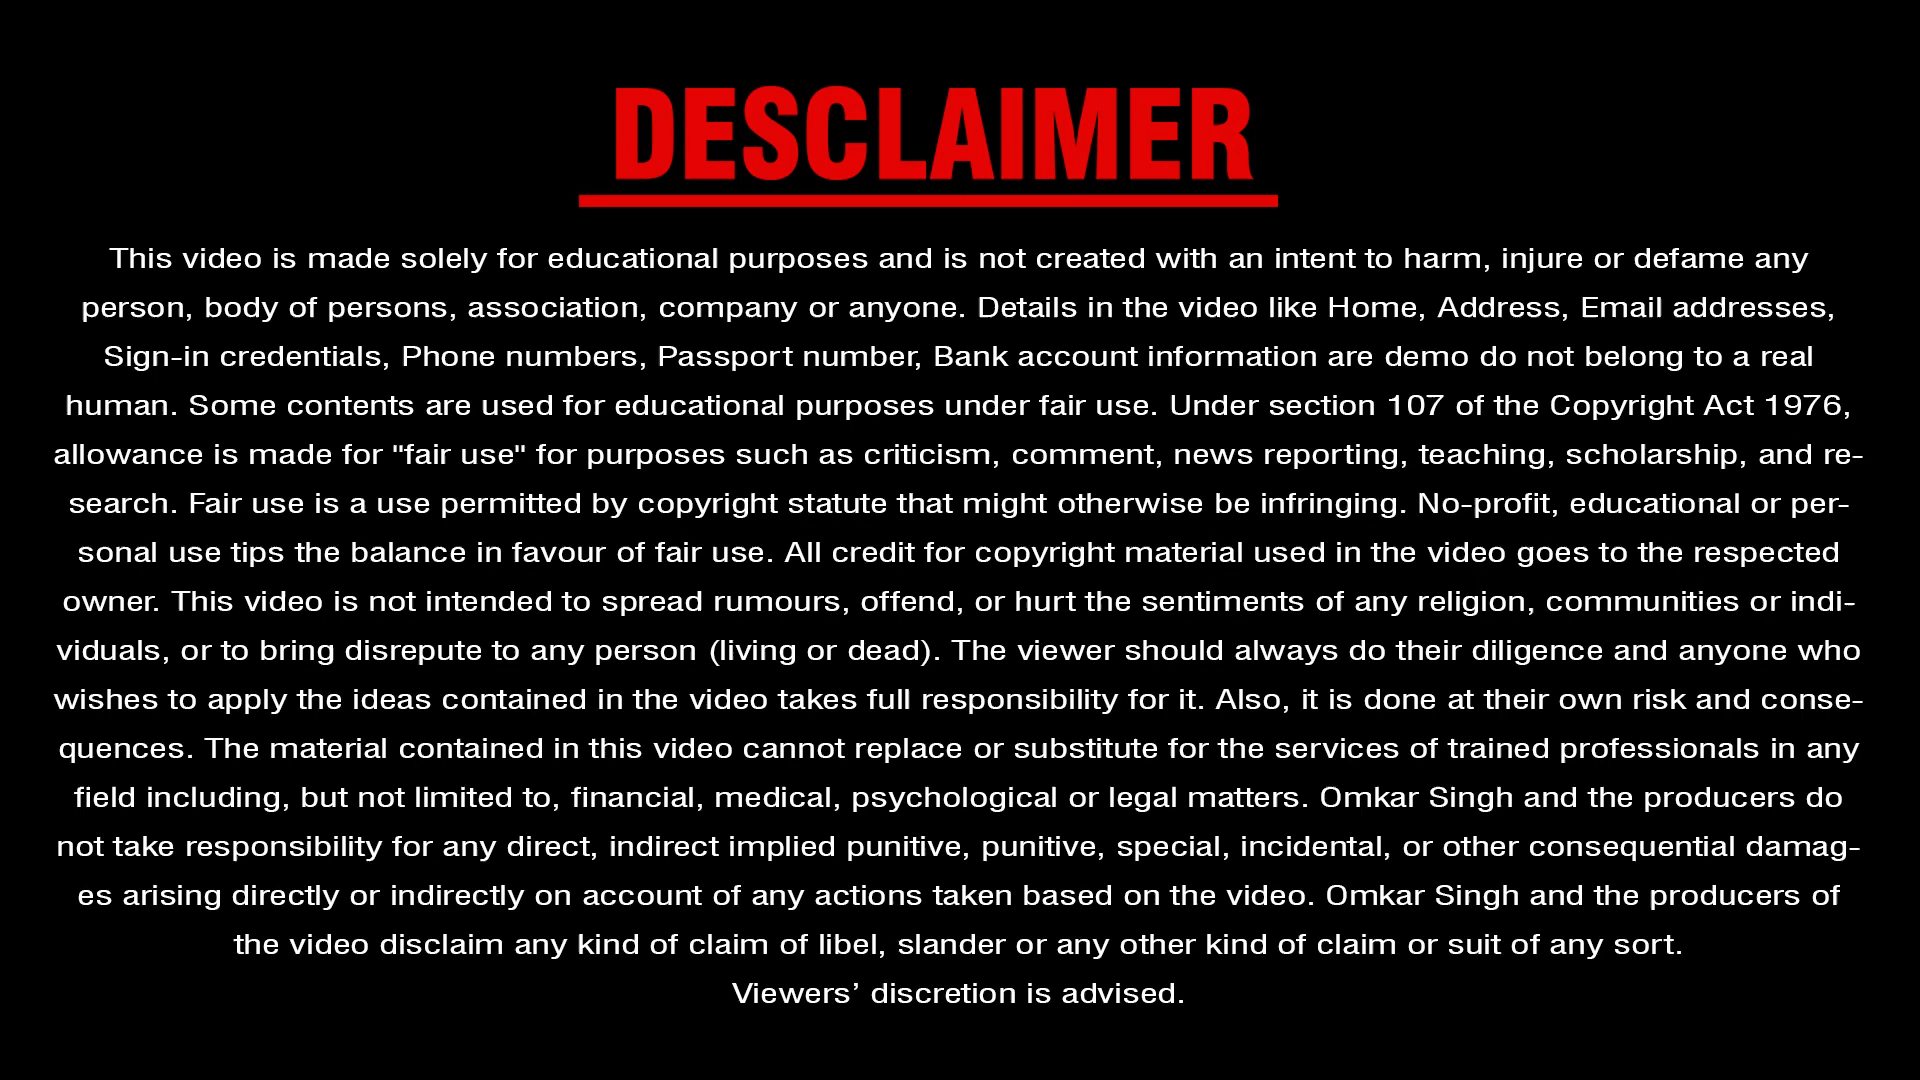 DESCLAIMER
This video is made solely for educational purposes and is not created with an intent to harm, injure or defame any
person, body of persons, association, company or anyone. Details in the video like Home, Address, Email addresses,
Sign-in credentials, Phone numbers, Passport number, Bank account information are demo do not belong to a real
human. Some contents are used for educational purposes under fair use. Under section 107 of the Copyright Act 1976,
allowance is made for "fair use" for purposes such as criticism, comment, news reporting, teaching, scholarship, and re-
search. Fair use is a use permitted by copyright statute that might otherwise be infringing. No-profit, educational or per-
sonal use tips the balance in favour of fair use. All credit for copyright material used in the video goes to the respected
owner. This video is not intended to spread rumours, offend, or hurt the sentiments of any religion, communities or indi-
viduals, or to bring disrepute to any person (living or dead). The viewer should always do their diligence and anyone who
wishes to apply the ideas contained in the video takes full responsibility for it. Also, it is done at their own risk and conse-
quences. The material contained in this video cannot replace or substitute for the services of trained professionals in any
field including, but not limited to, financial, medical, psychological or legal matters. Omkar Singh and the producers do
not take responsibility for any direct, indirect implied punitive, punitive, special, incidental, or other consequential damag-
es arising directly or indirectly on account of any actions taken based on the video. Omkar Singh and the producers of
the video disclaim any kind of claim of libel, slander or any other kind of claim or suit of any sort.
Viewers’ discretion is advised.